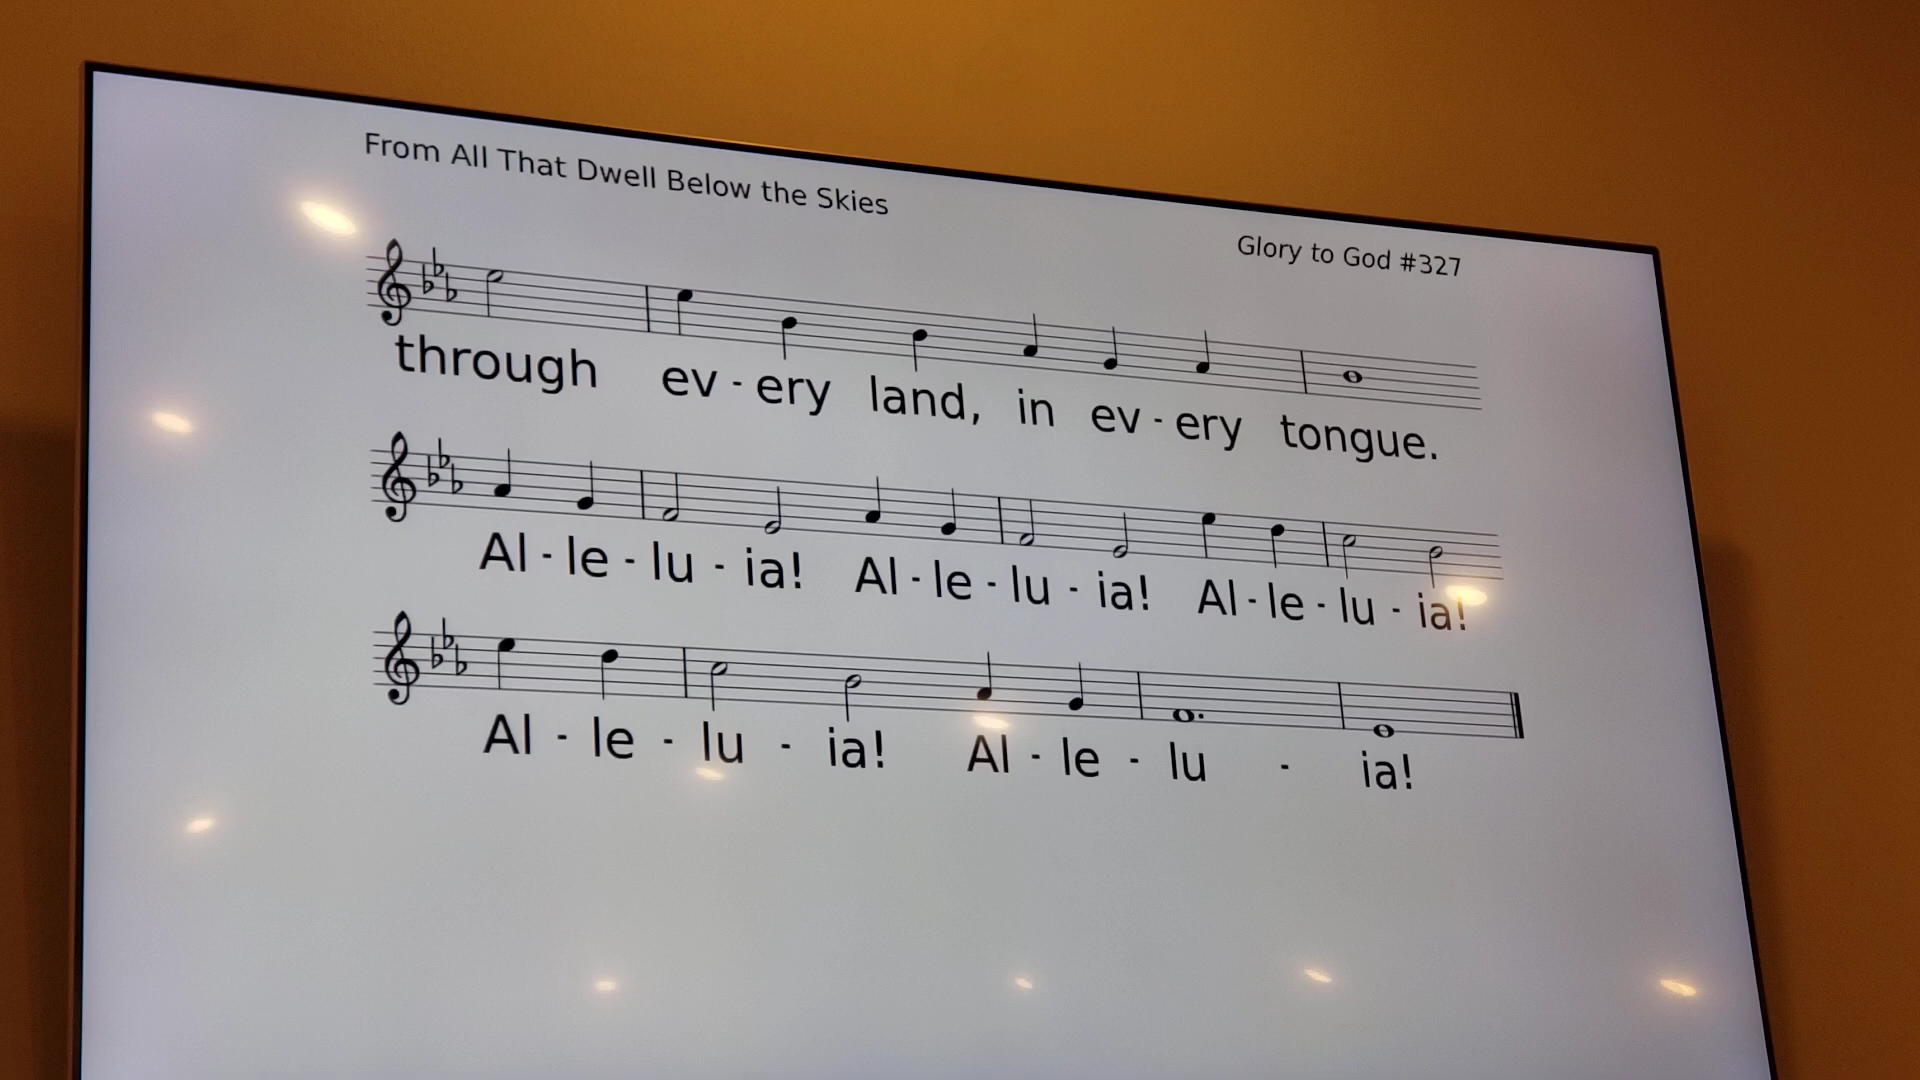 From All That Dwell Below the Skies
Glory to God #327
through ev - ery land, in ev - ery tongue.
Al - le - lu - ia! Al - le - lu - ia! Al - le - lu - ia!
Al - le - lu - ia! Al - le - lu - ia!